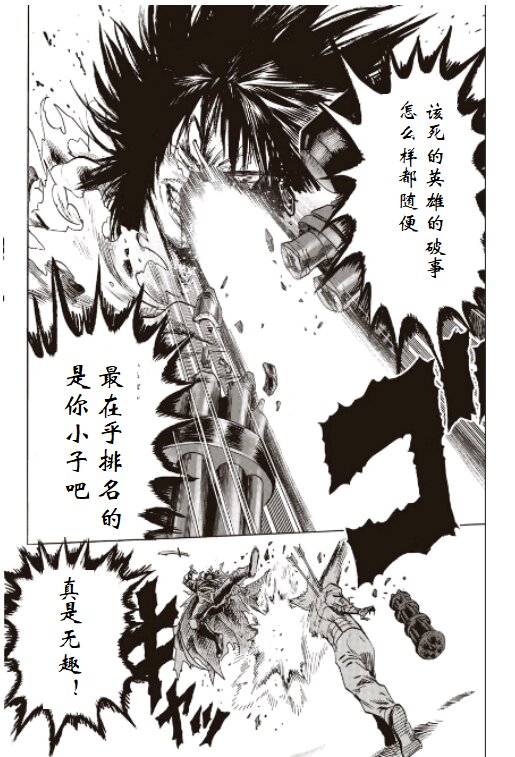 该死的英雄的破事
怎么样都随便
最在乎排名的
是你小子吧
真是无趣！